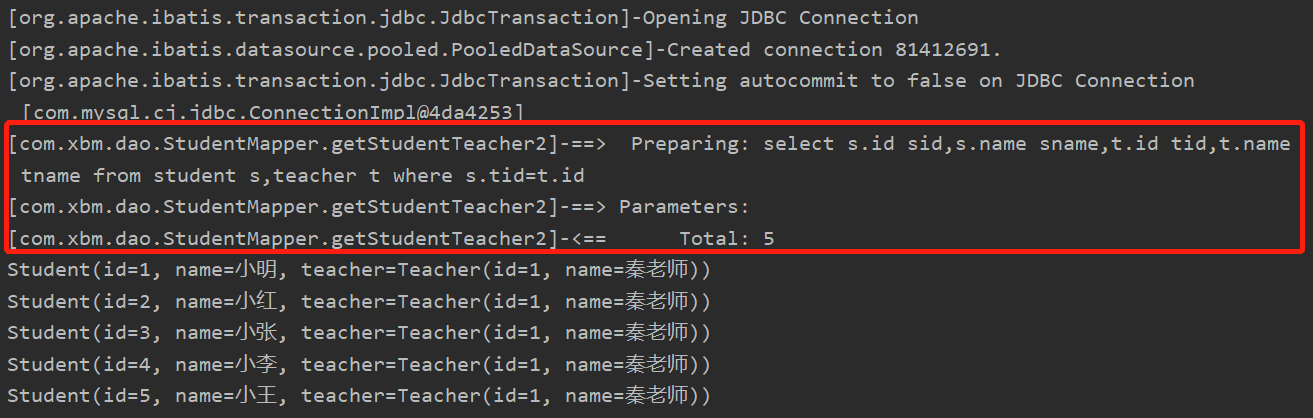 [org.apache.ibatis.transaction.jdbc.JdbcTransaction]-Opening JDBC Connection
[org.apache.ibatis.datasource.pooled.PooledDataSource]-Created connection 81412691.
[org.apache.ibatis.transaction.jdbc.JdbcTransaction]-Setting autocommit to false on JDBC Connection
[com.mysql.cj.jdbc.ConnectionImpl@4da4253]
[com.xbm.dao.StudentMapper.getStudentTeacher2]-==>  Preparing: select s.id sid,s.name sname,t.id tid,t.name
tname from student s,teacher t where s.tid=t.id
[com.xbm.dao.StudentMapper.getStudentTeacher2]-==> Parameters:
[com.xbm.dao.StudentMapper.getStudentTeacher2]-<==      Total: 5
Student(id=1, name=小明, teacher=Teacher(id=1, name=秦老师))
Student(id=2, name=小红, teacher=Teacher(id=1, name=秦老师))
Student(id=3, name=小张, teacher=Teacher(id=1, name=秦老师))
Student(id=4, name=小李, teacher=Teacher(id=1, name=秦老师))
Student(id=5, name=小王, teacher=Teacher(id=1, name=秦老师))